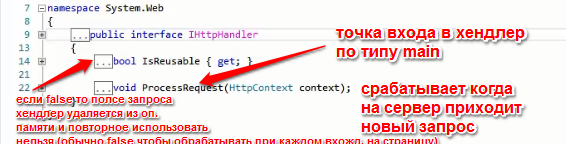 7 namespace System.Web
8 {
9 ...public interface IHttpHandler
13 {
14 ...bool IsReusable { get; }
21
22 ...void ProcessRequest(HttpContext context);
точка входа в хендлер
по типу main
срабатывает когда
на сервер приходит
новый запрос
если false то полсе запроса
хендлер удаляется из оп.
памяти и повторное использовать
нельзя (обычно false чтобы обрабатывать при каждом вхожд. на страницу)